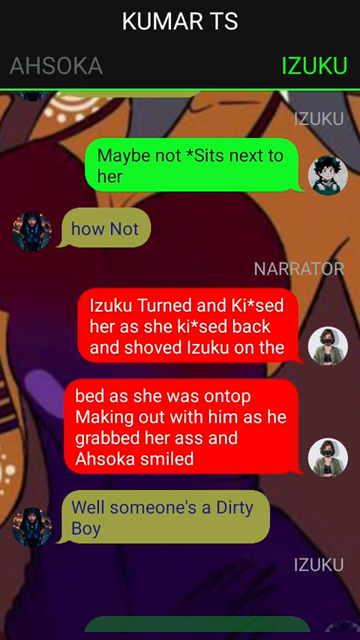 KUMAR TS
AHSOKA
IZUKU
IZUKU
Maybe not *Sits next to
her
how Not
NARRATOR
Izuku Turned and Ki*sed
her as she ki*sed back
and shoved Izuku on the
bed as she was ontop
Making out with him as he
grabbed her ass and
Ahsoka smiled
Well someone's a Dirty
Boy
IZUKU